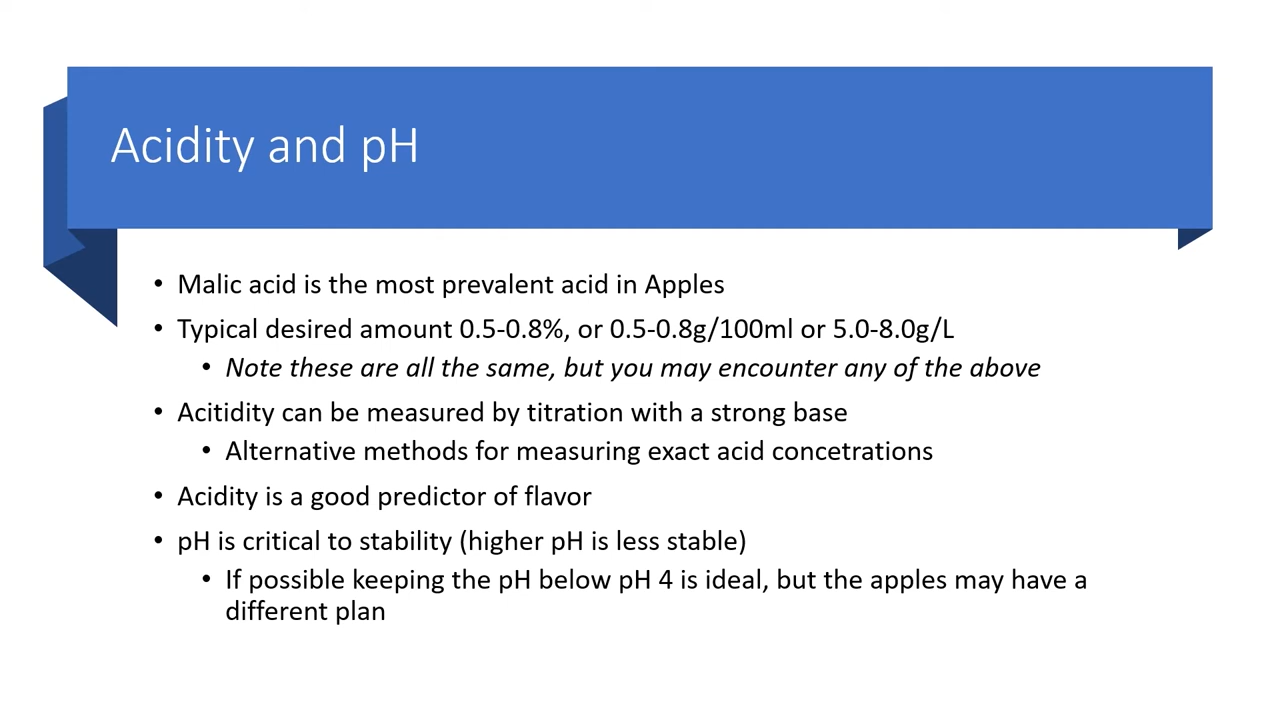 Acidity and pH
• Malic acid is the most prevalent acid in Apples
• Typical desired amount 0.5-0.8%, or 0.5-0.8g/100ml or 5.0-8.0g/L
• Note these are all the same, but you may encounter any of the above
• Acitidity can be measured by titration with a strong base
• Alternative methods for measuring exact acid concetrations
• Acidity is a good predictor of flavor
• pH is critical to stability (higher pH is less stable)
• If possible keeping the pH below pH 4 is ideal, but the apples may have a
different plan